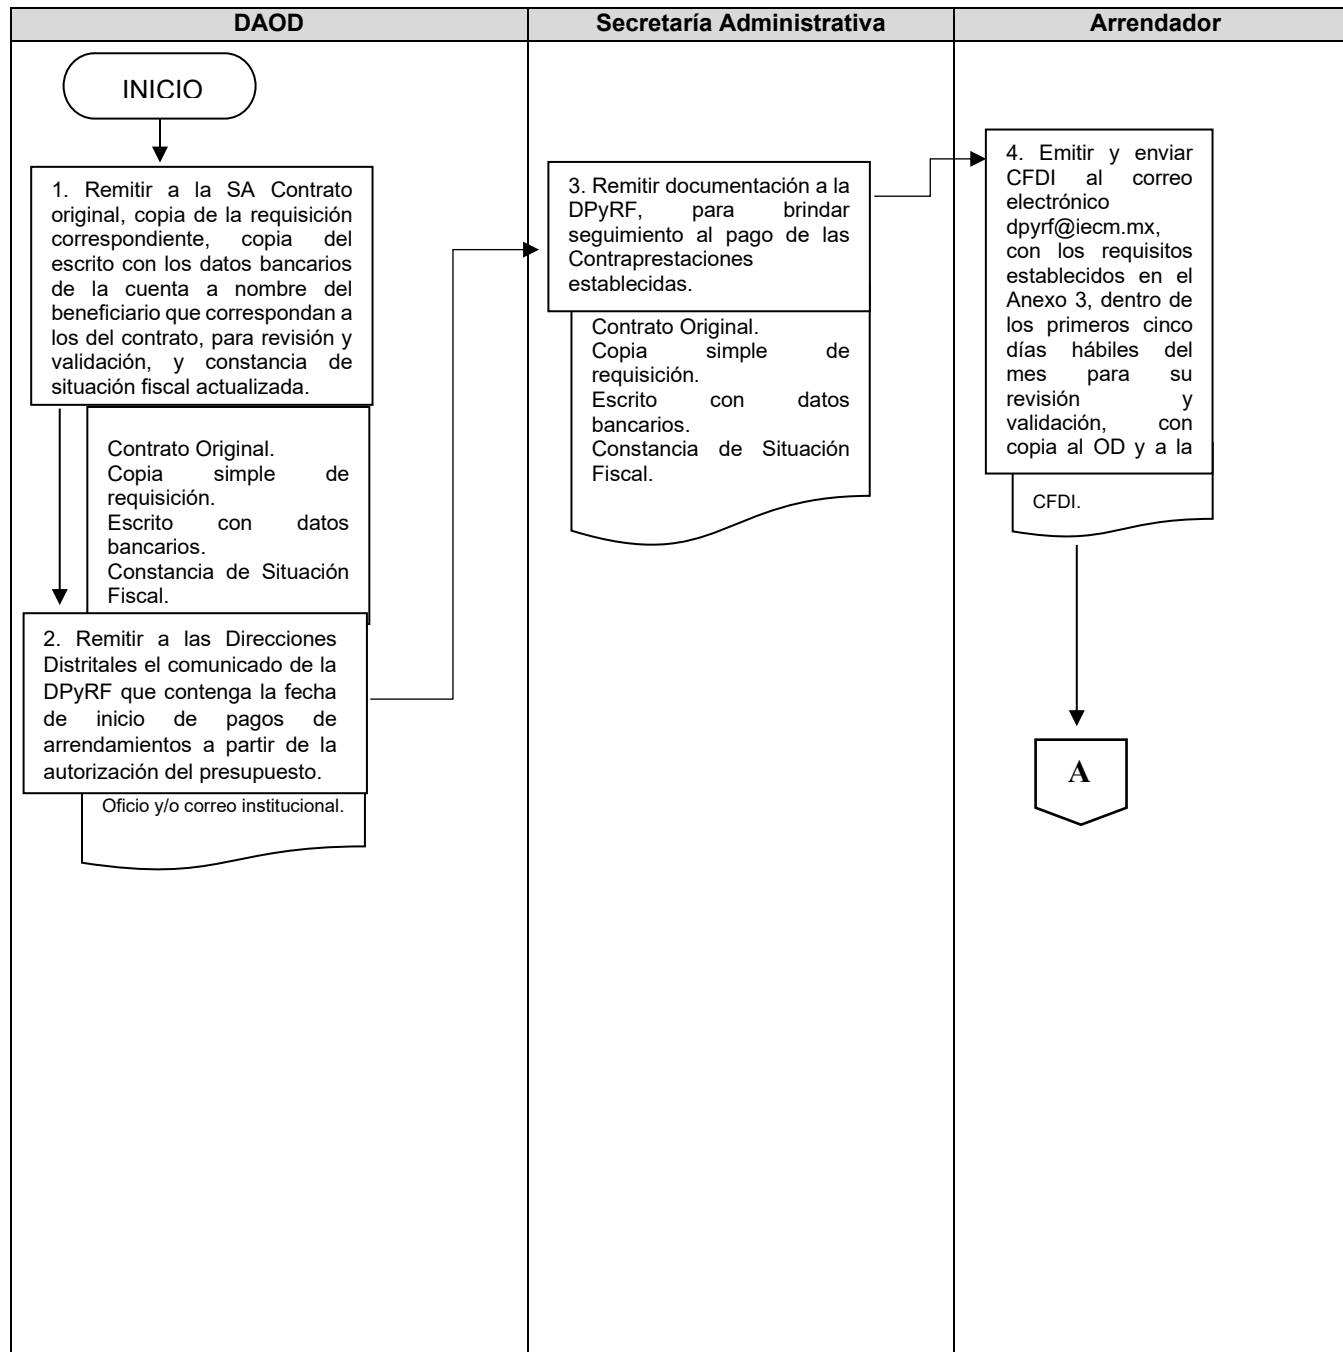 DAOD
Secretaría Administrativa
Arrendador
INICIO
1. Remitir a la SA Contrato
original, copia de la requisición
correspondiente, copia del
escrito con los datos bancarios
de la cuenta a nombre del
beneficiario que correspondan a
los del contrato, para revisión y
validación, y constancia de
situación fiscal actualizada.
Contrato Original.
Copia simple de
requisición.
Escrito con datos
bancarios.
Constancia de Situación
Fiscal.
2. Remitir a las Direcciones
Distritales el comunicado de la
DPyRF que contenga la fecha
de inicio de pagos de
arrendamientos a partir de la
autorización del presupuesto.
Oficio y/o correo institucional.
3. Remitir documentación a la
DPyRF, para brindar
seguimiento al pago de las
Contraprestaciones
establecidas.
Contrato Original.
Copia simple de
requisición.
Escrito con datos
bancarios.
Constancia de Situación
Fiscal.
4. Emitir y enviar
CFDI al correo
electrónico
dpyrf@iecm.mx,
con los requisitos
establecidos en el
Anexo 3, dentro de
los primeros cinco
días hábiles del
mes para su
revisión y
validación, con
copia al OD y a la
CFDI.
A